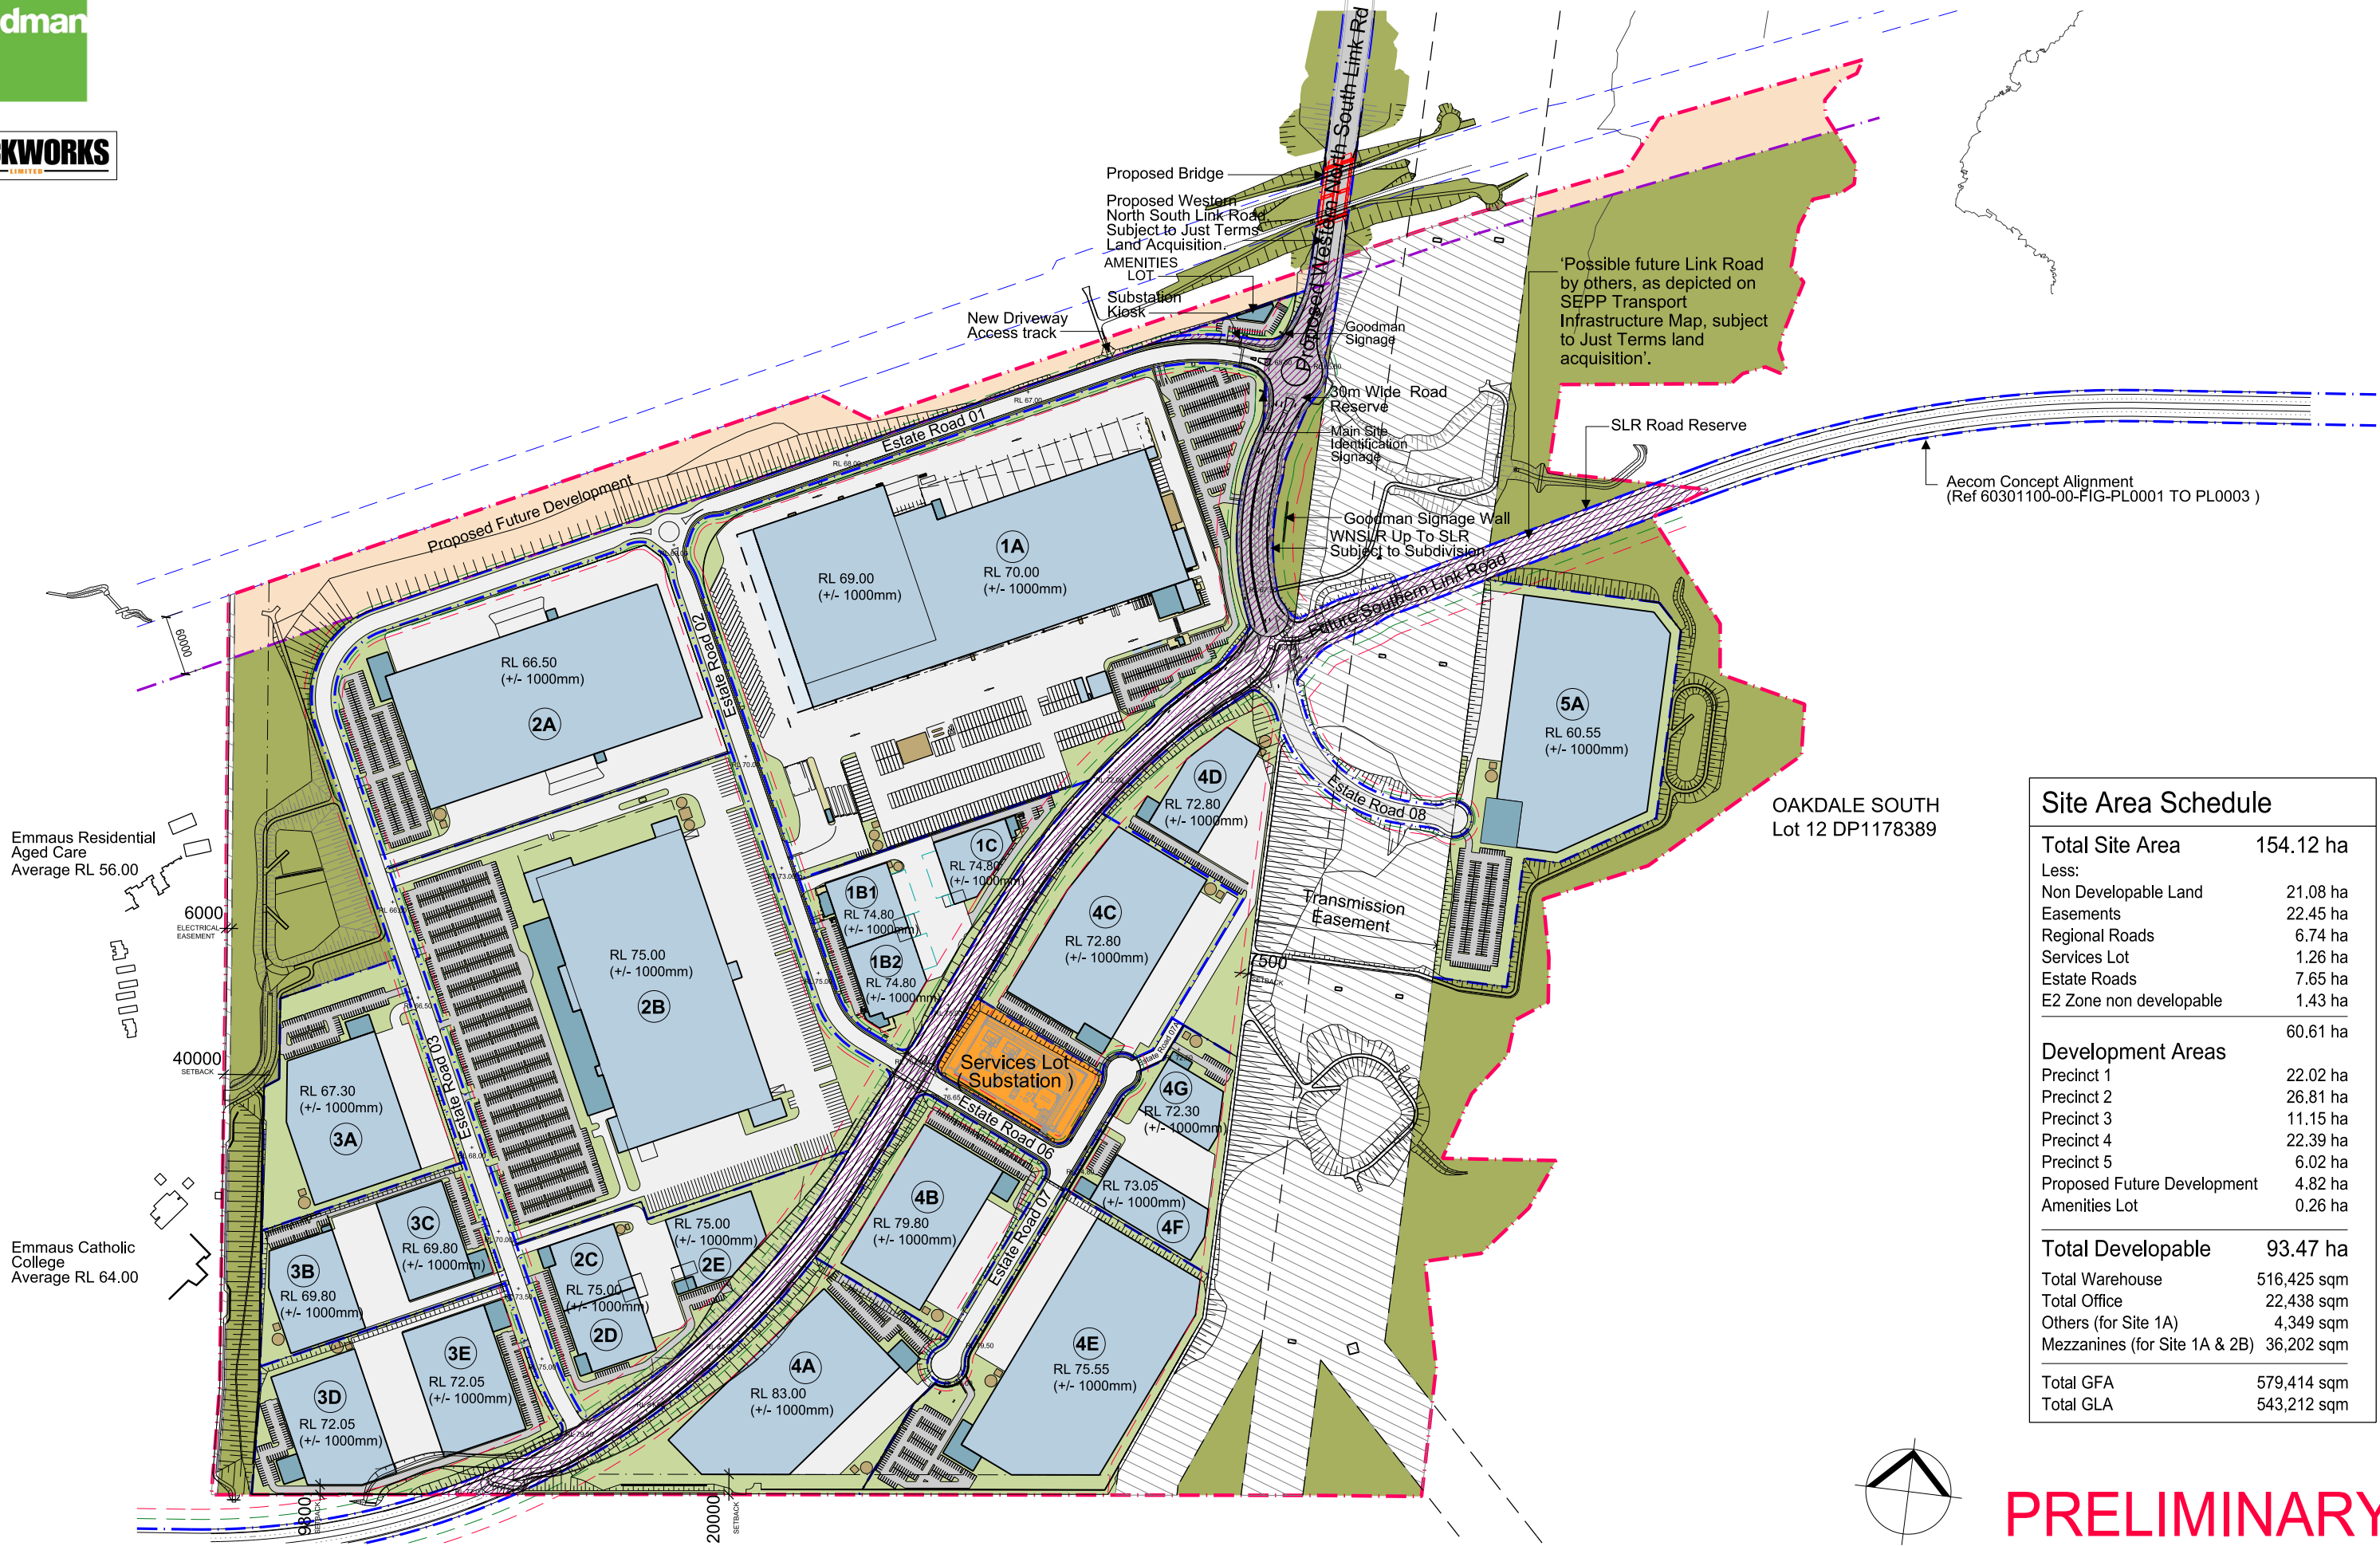 dman
CKWORKS
LIMITED
Proposed Western North South Link Rd
Proposed Bridge
Proposed Western
North South Link Road
Subject to Just Terms
Land Acquisition.
AMENITIES
LOT
Substation
Kiosk
New Driveway
Access track
Goodman
Signage
30m Wide Road
Reserve
Main Site
Identification
Signage
'Possible future Link Road
by others, as depicted on
SEPP Transport
Infrastructure Map, subject
to Just Terms land
acquisition'.
SLR Road Reserve
Aecom Concept Alignment
(Ref 60301100-00-FIG-PL0001 TO PL0003 )
Goodman Signage Wall
WNSLR Up To SLR
Subject to Subdivision
Future Southern Link Road
Proposed Future Development
Estate Road 01
RL 67.00
RL 68.00
60000
1A
RL 70.00
(+/- 1000mm)
RL 69.00
(+/- 1000mm)
Estate Road 02
RL 66.50
(+/- 1000mm)
2A
5A
RL 60.55
(+/- 1000mm)
4D
RL 72.80
(+/- 1000mm)
Estate Road 08
OAKDALE SOUTH
Lot 12 DP1178389
Emmaus Residential
Aged Care
Average RL 56.00
6000
ELECTRICAL
EASEMENT
1C
RL 74.80
(+/- 1000mm)
1B1
RL 74.80
(+/- 1000mm)
1B2
RL 74.80
(+/- 1000mm)
4C
RL 72.80
(+/- 1000mm)
Transmission
Easement
7500
SETBACK
RL 75.00
(+/- 1000mm)
2B
40000
SETBACK
Estate Road 03
Services Lot
( Substation )
Estate Road 07A
4G
RL 72.30
(+/- 1000mm)
Estate Road 06
RL 76.65
RL 67.30
(+/- 1000mm)
3A
4B
RL 79.80
(+/- 1000mm)
RL 73.05
(+/- 1000mm)
4F
Estate Road 07
3C
RL 69.80
(+/- 1000mm)
RL 75.00
(+/- 1000mm)
2E
2C
RL 75.00
(+/- 1000mm)
2D
Emmaus Catholic
College
Average RL 64.00
3B
RL 69.80
(+/- 1000mm)
3E
RL 72.05
(+/- 1000mm)
3D
RL 72.05
(+/- 1000mm)
4A
RL 83.00
(+/- 1000mm)
4E
RL 75.55
(+/- 1000mm)
9800
SETBACK
20000
SETBACK
Site Area Schedule
Total Site Area 154.12 ha
Less:
Non Developable Land 21.08 ha
Easements 22.45 ha
Regional Roads 6.74 ha
Services Lot 1.26 ha
Estate Roads 7.65 ha
E2 Zone non developable 1.43 ha
60.61 ha
Development Areas
Precinct 1 22.02 ha
Precinct 2 26.81 ha
Precinct 3 11.15 ha
Precinct 4 22.39 ha
Precinct 5 6.02 ha
Proposed Future Development 4.82 ha
Amenities Lot 0.26 ha
Total Developable 93.47 ha
Total Warehouse 516,425 sqm
Total Office 22,438 sqm
Others (for Site 1A) 4,349 sqm
Mezzanines (for Site 1A & 2B) 36,202 sqm
Total GFA 579,414 sqm
Total GLA 543,212 sqm
PRELIMINARY